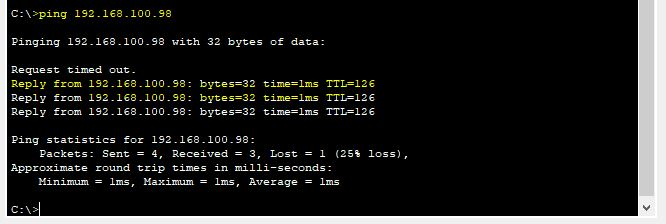 C:\>ping 192.168.100.98
Pinging 192.168.100.98 with 32 bytes of data:
Request timed out.
Reply from 192.168.100.98: bytes=32 time=1ms TTL=126
Reply from 192.168.100.98: bytes=32 time=1ms TTL=126
Reply from 192.168.100.98: bytes=32 time=1ms TTL=126
Ping statistics for 192.168.100.98:
Packets: Sent = 4, Received = 3, Lost = 1 (25% loss),
Approximate round trip times in milli-seconds:
Minimum = 1ms, Maximum = 1ms, Average = 1ms
C:\>